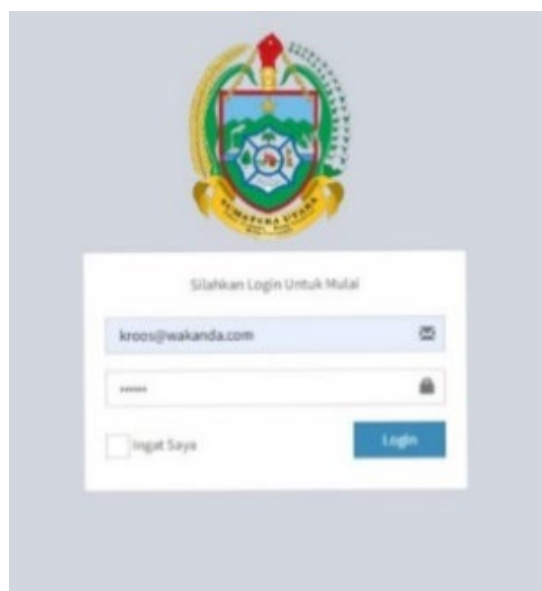 SUMATERA UTARA
Silahkan Login Untuk Mulai
kroos@wakanda.com
••••••
Ingat Saya
Login